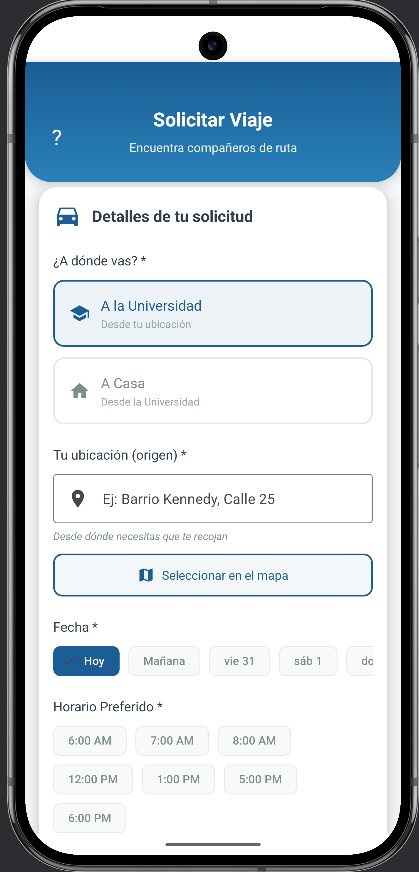 ?
Solicitar Viaje
Encuentra compañeros de ruta
Detalles de tu solicitud
¿A dónde vas? *
A la Universidad
Desde tu ubicación
A Casa
Desde la Universidad
Tu ubicación (origen) *
Ej: Barrio Kennedy, Calle 25
Desde dónde necesitas que te recojan
Seleccionar en el mapa
Fecha *
Hoy Mañana vie 31 sáb 1 do
Horario Preferido *
6:00 AM 7:00 AM 8:00 AM
12:00 PM 1:00 PM 5:00 PM
6:00 PM